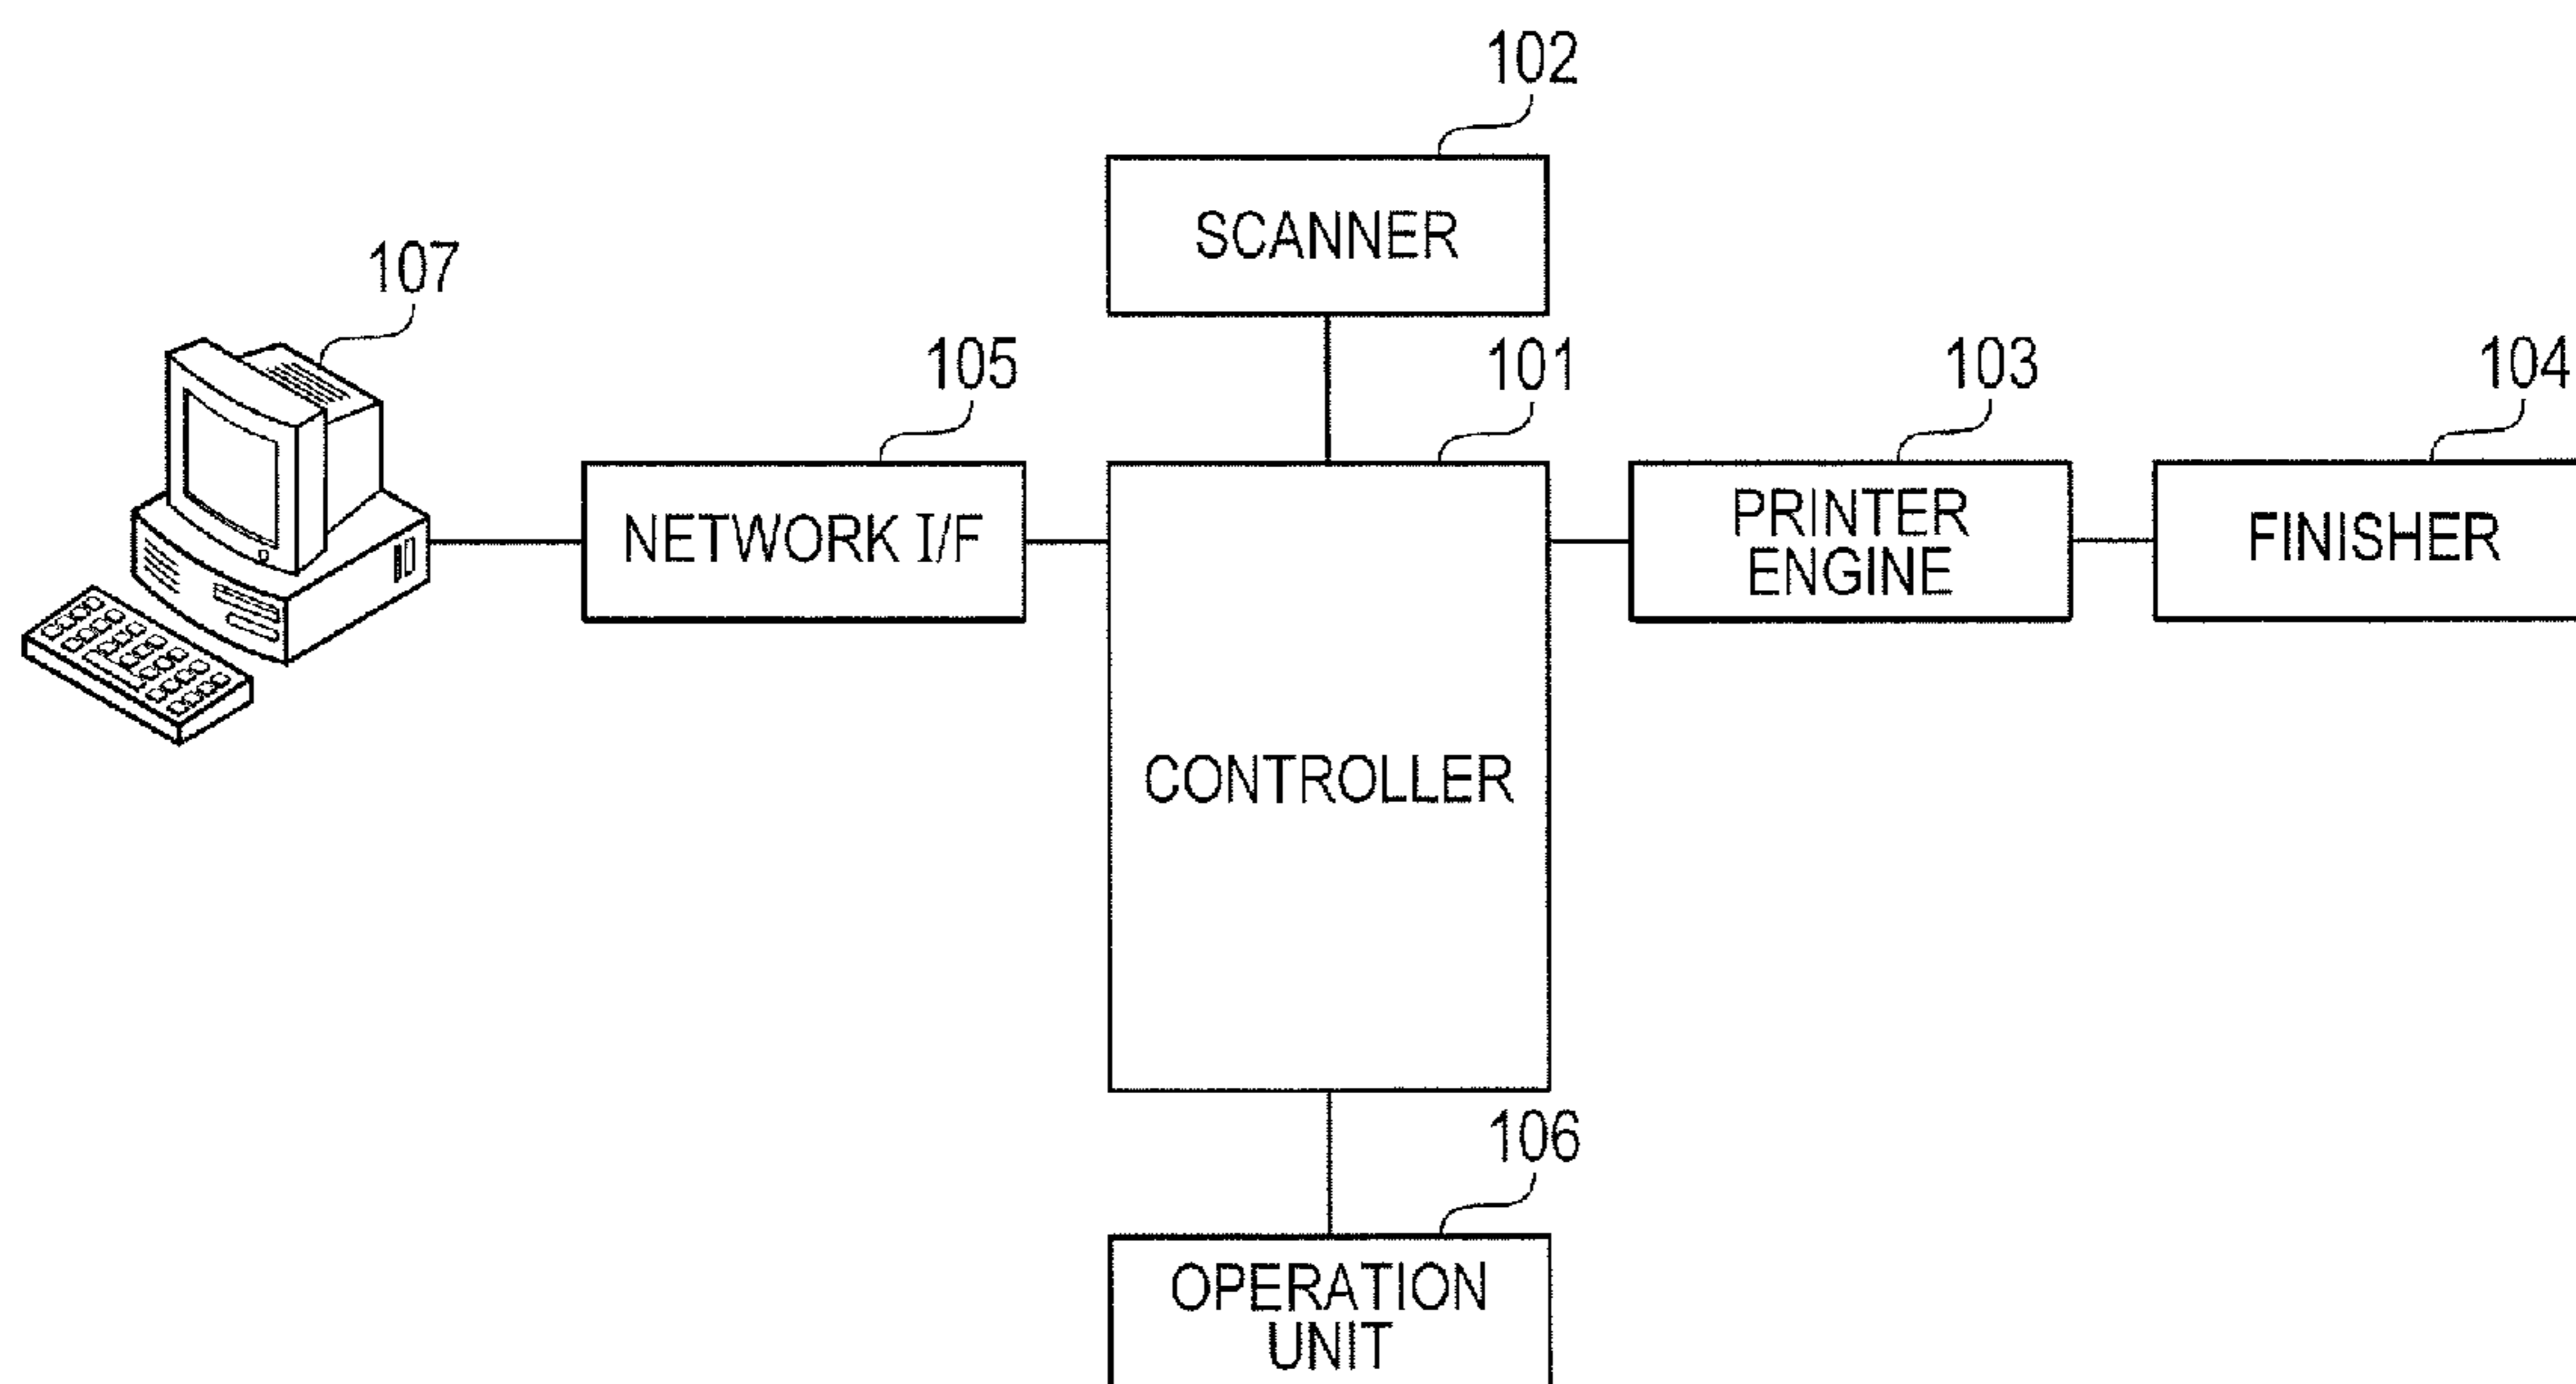 102
SCANNER
107
105
101
103
104
NETWORK I/F
PRINTER
ENGINE
FINISHER
CONTROLLER
106
OPERATION
UNIT